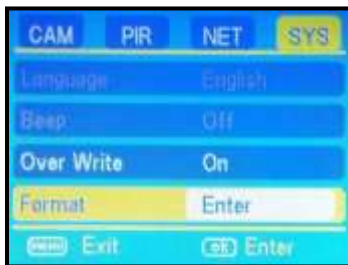 CAM PIR NET SYS
Language English
Beep Off
Over Write On
Format Enter
MENU Exit OK Enter